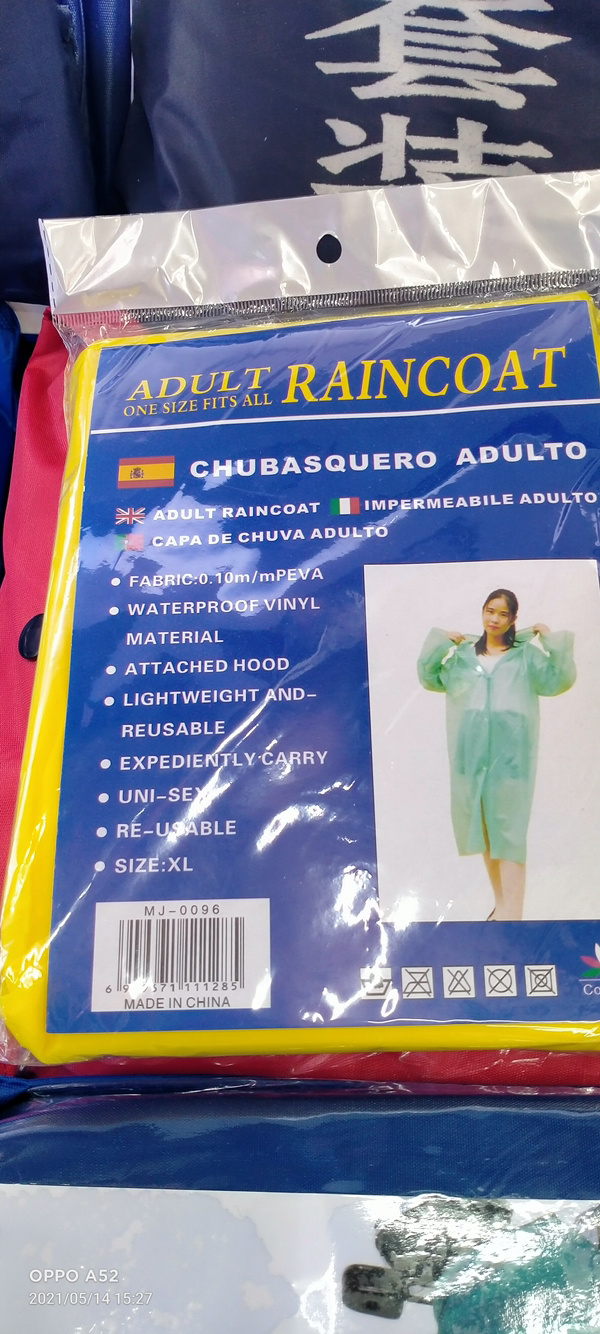 套
装
ADULT RAINCOAT
ONE SIZE FITS ALL
CHUBASQUERO ADULTO
ADULT RAINCOAT IMPERMEABILE ADULTO
CAPA DE CHUVA ADULTO
FABRIC:0.10m/mPEVA
WATERPROOF VINYL
MATERIAL
ATTACHED HOOD
LIGHTWEIGHT AND-
REUSABLE
EXPEDIENTLY CARRY
UNI-SEX
RE-USABLE
SIZE:XL
MJ-0096
MADE IN CHINA
OPPO A52
2021/05/14 15:27